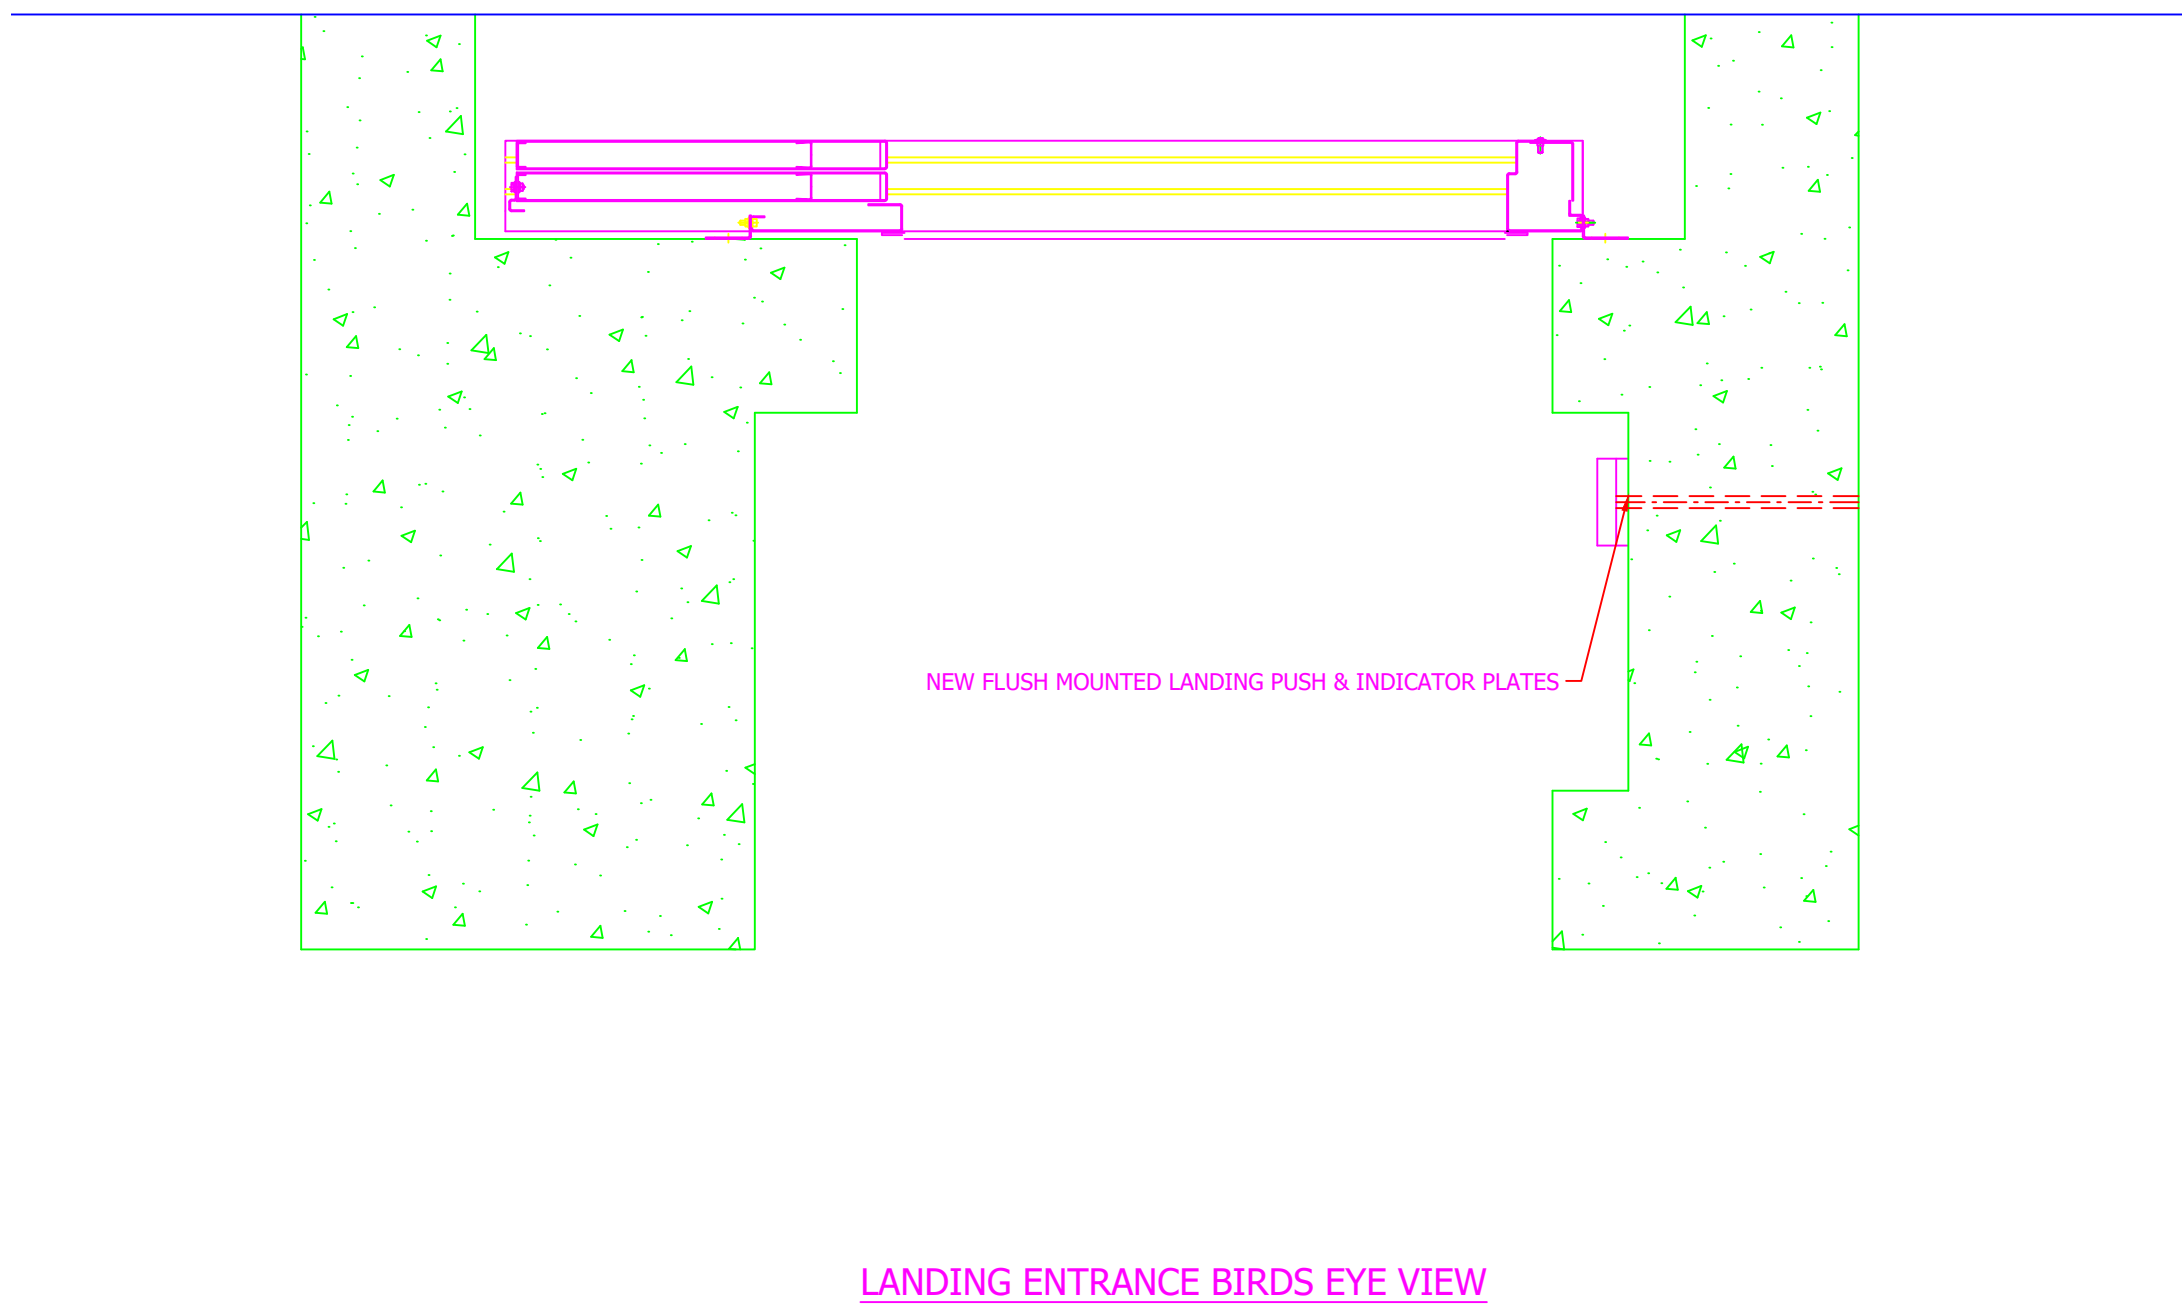 NEW FLUSH MOUNTED LANDING PUSH & INDICATOR PLATES
LANDING ENTRANCE BIRDS EYE VIEW